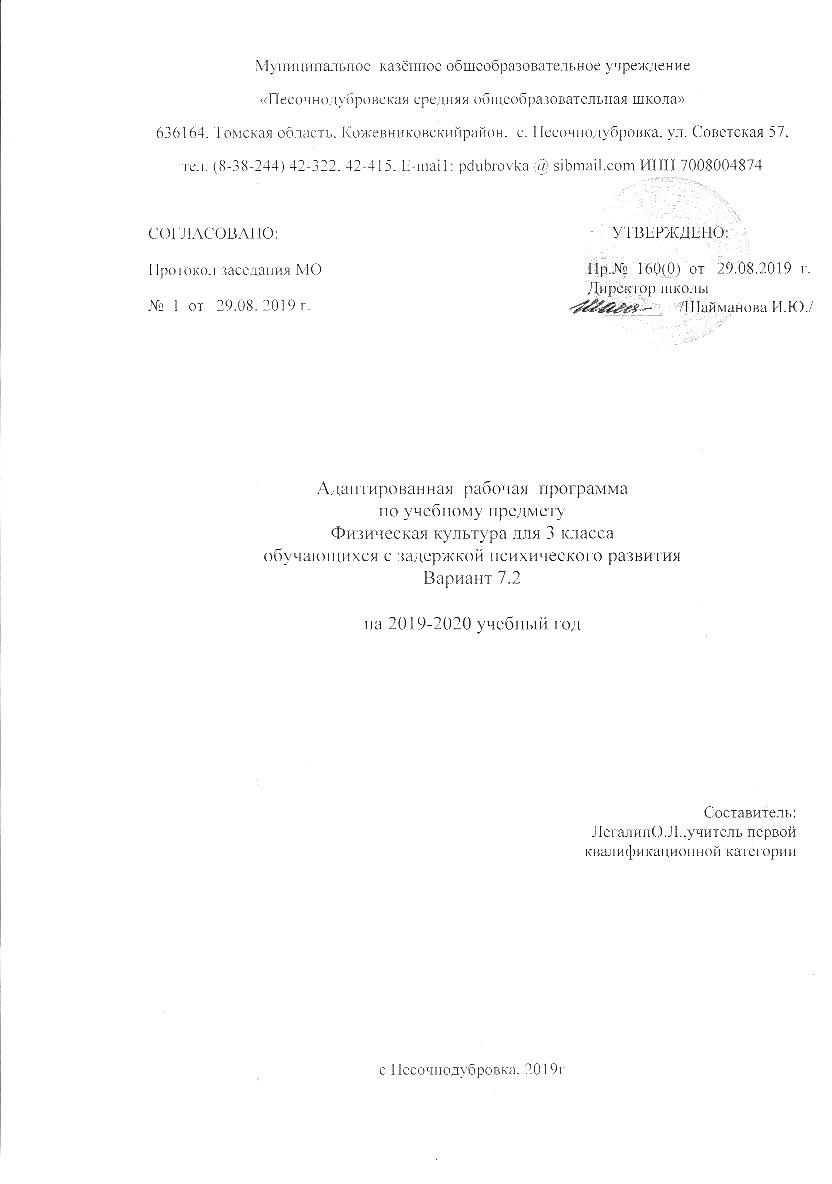 Муниципальное казённое общеобразовательное учреждение
«Песочнодубровская средняя общеобразовательная школа»
636164, Томская область, Кожевниковскийрайон, с. Песочнодубровка, ул. Советская 57,
тел. (8-38-244) 42-322, 42-415, E-mail: pdubrovka @ sibmail.com ИНН 7008004874
СОГЛАСОВАНО: УТВЕРЖДЕНО:
Протокол заседания МО Пр.№ 160(0) от 29.08.2019 г.
Директор школы
№ 1 от 29.08. 2019 г. /Шайманова И.Ю./
Адаптированная рабочая программа
по учебному предмету
Физическая культура для 3 класса
обучающихся с задержкой психического развития
Вариант 7.2
на 2019-2020 учебный год
Составитель:
ЛегалинО.Л.,учитель первой
квалификационной категории
с Песочнодубровка, 2019г